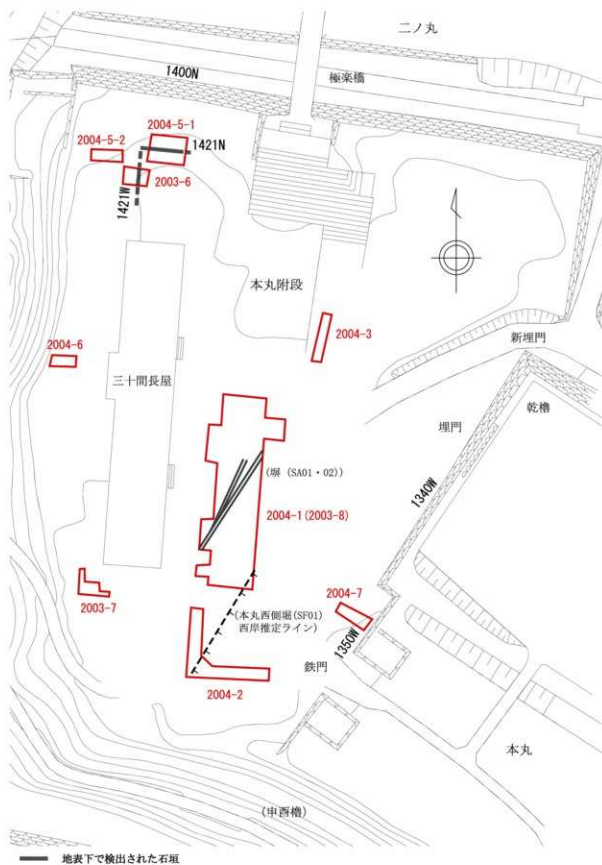 二ノ丸
極楽橋
1400N
2004-5-1
2004-5-2
1421N
2003-6
1421W
本丸附段
2004-3
新埋門
2004-6
三十間長屋
乾櫓
埋門
(塀（SA01・02）)
1340W
2004-1(2003-8)
2003-7
2004-7
(本丸西側堀(SF01)
西岸推定ライン)
1350W
鉄門
2004-2
本丸
(申酉櫓)
地表下で検出された石垣